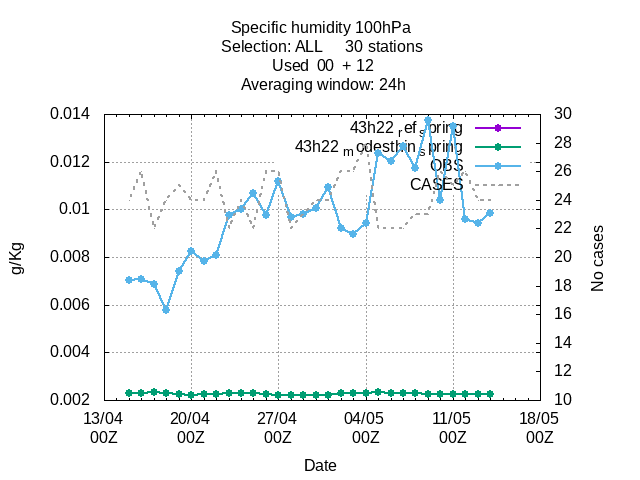 Specific humidity 100hPa
Selection: ALL 30 stations
Used 00 + 12
Averaging window: 24h
43h22_ref_spring
43h22_modesthin_spring
OBS
CASES
0.014
0.012
0.01
0.008
0.006
0.004
0.002
g/Kg
30
28
26
24
22
20
18
16
14
12
10
No cases
13/04 20/04 27/04 04/05 11/05 18/05
00Z 00Z 00Z 00Z 00Z 00Z
Date